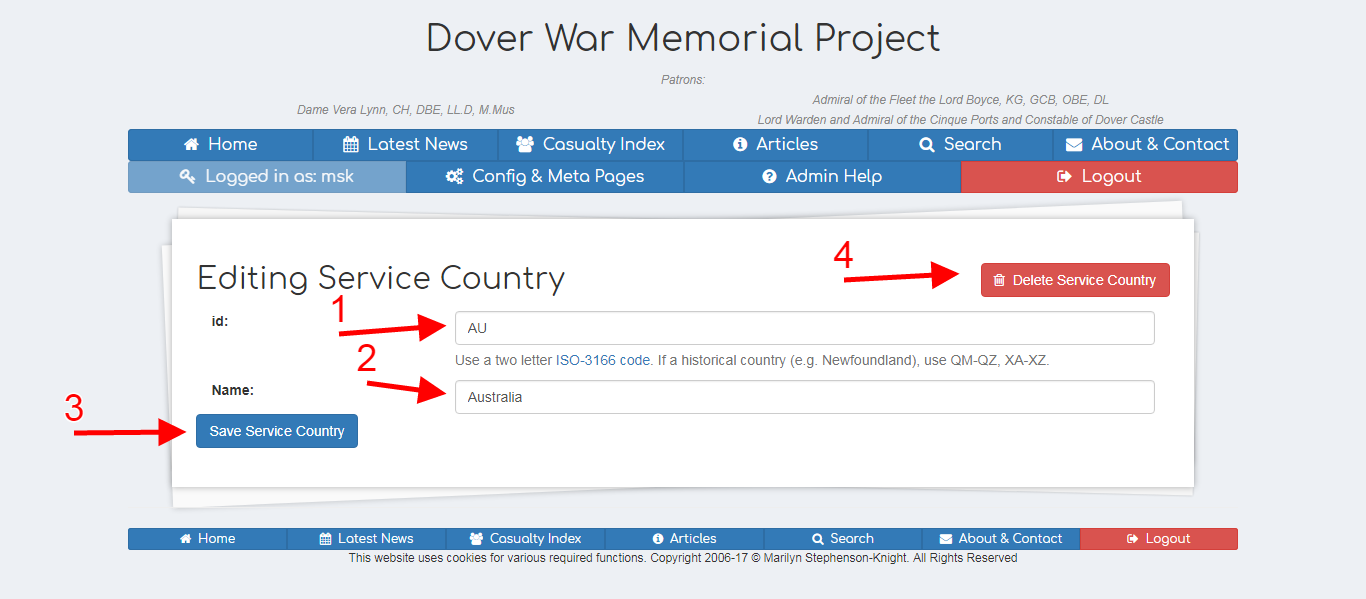 Dover War Memorial Project
Patrons:
Dame Vera Lynn, CH, DBE, LL.D, M.Mus
Admiral of the Fleet the Lord Boyce, KG, GCB, OBE, DL
Lord Warden and Admiral of the Cinque Ports and Constable of Dover Castle
Home Latest News Casualty Index Articles Search About & Contact
Logged in as: msk Config & Meta Pages Admin Help Logout
Editing Service Country
4
Delete Service Country
1
id:
AU
Use a two letter ISO-3166 code. If a historical country (e.g. Newfoundland), use QM-QZ, XA-XZ.
2
Name:
Australia
3
Save Service Country
Home Latest News Casualty Index Articles Search About & Contact Logout
This website uses cookies for various required functions. Copyright 2006-17 © Marilyn Stephenson-Knight. All Rights Reserved